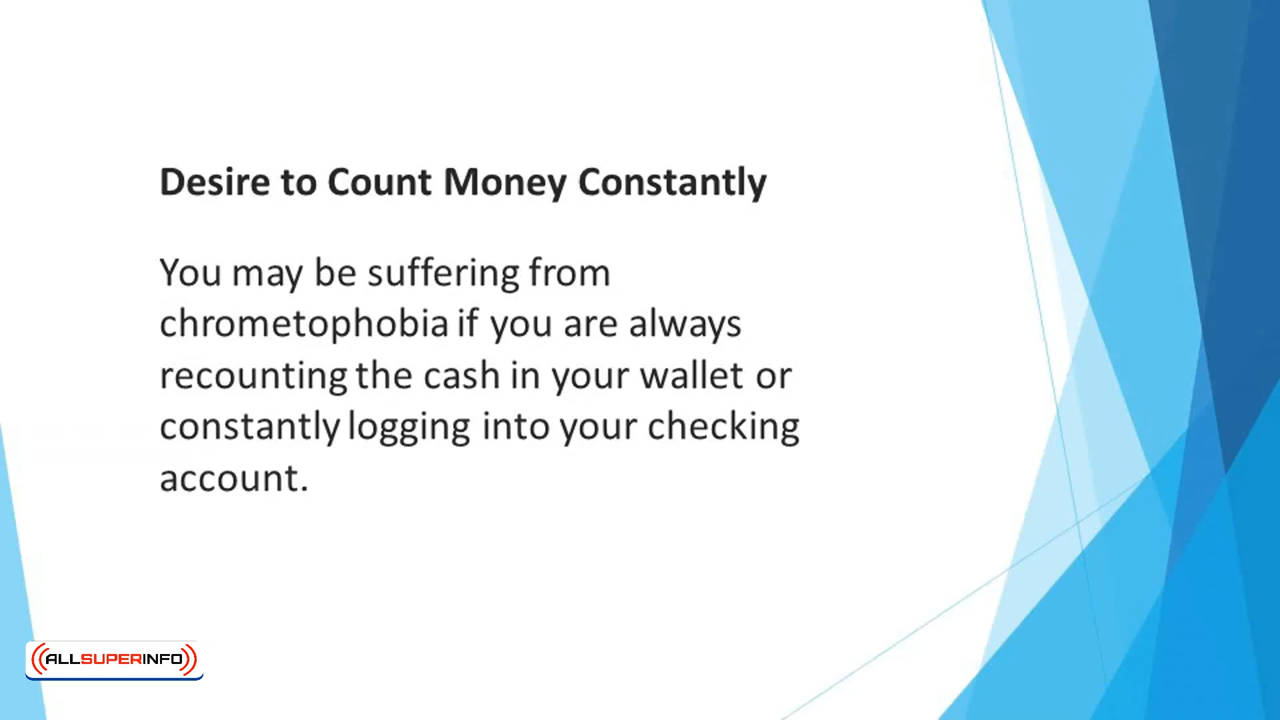 Desire to Count Money Constantly
You may be suffering from
chrometophobia if you are always
recounting the cash in your wallet or
constantly logging into your checking
account.
ALLSUPERINFO